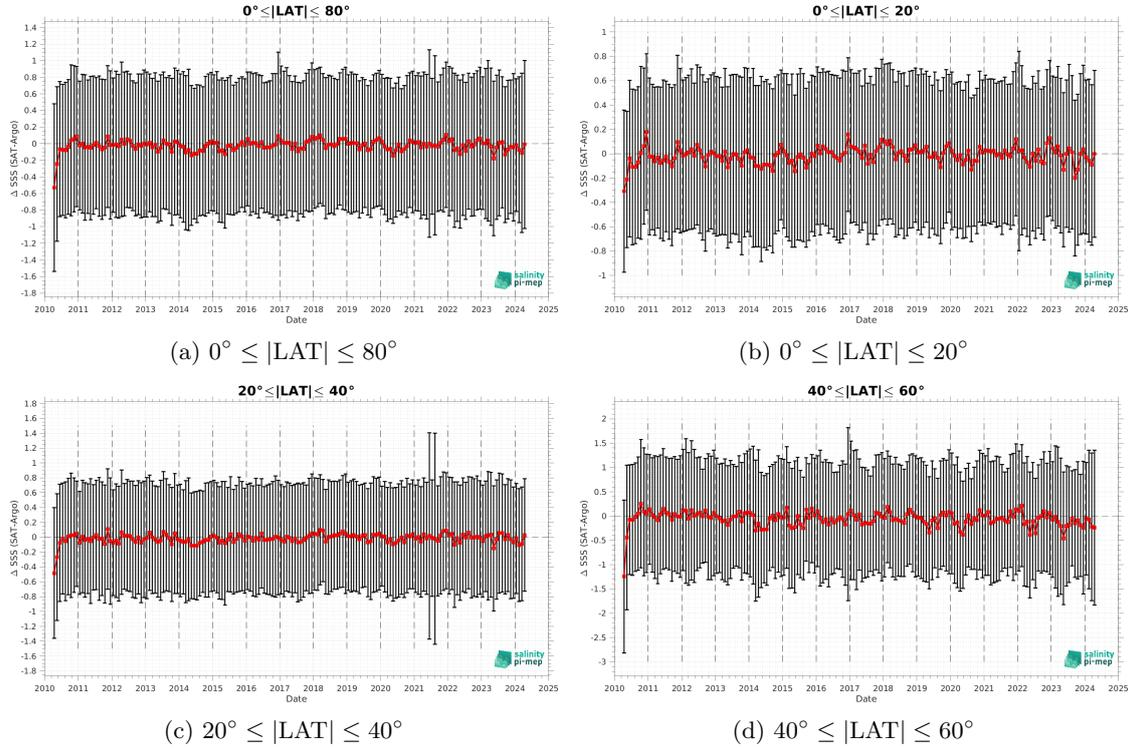 0°≤|LAT|≤ 80°
Δ SSS (SAT-Argo)
1.4
1.2
1
0.8
0.6
0.4
0.2
0
-0.2
-0.4
-0.6
-0.8
-1
-1.2
-1.4
-1.6
-1.8
2010 2011 2012 2013 2014 2015 2016 2017 2018 2019 2020 2021 2022 2023 2024 2025
Date
salinity
pi-mep
(a) 0° ≤ |LAT| ≤ 80°
0°≤|LAT|≤ 20°
Δ SSS (SAT-Argo)
1
0.8
0.6
0.4
0.2
0
-0.2
-0.4
-0.6
-0.8
-1
2010 2011 2012 2013 2014 2015 2016 2017 2018 2019 2020 2021 2022 2023 2024 2025
Date
salinity
pi-mep
(b) 0° ≤ |LAT| ≤ 20°
20°≤|LAT|≤ 40°
Δ SSS (SAT-Argo)
1.8
1.6
1.4
1.2
1
0.8
0.6
0.4
0.2
0
-0.2
-0.4
-0.6
-0.8
-1
-1.2
-1.4
-1.6
-1.8
2010 2011 2012 2013 2014 2015 2016 2017 2018 2019 2020 2021 2022 2023 2024 2025
Date
salinity
pi-mep
(c) 20° ≤ |LAT| ≤ 40°
40°≤|LAT|≤ 60°
Δ SSS (SAT-Argo)
2
1.5
1
0.5
0
-0.5
-1
-1.5
-2
-2.5
-3
2010 2011 2012 2013 2014 2015 2016 2017 2018 2019 2020 2021 2022 2023 2024 2025
Date
salinity
pi-mep
(d) 40° ≤ |LAT| ≤ 60°